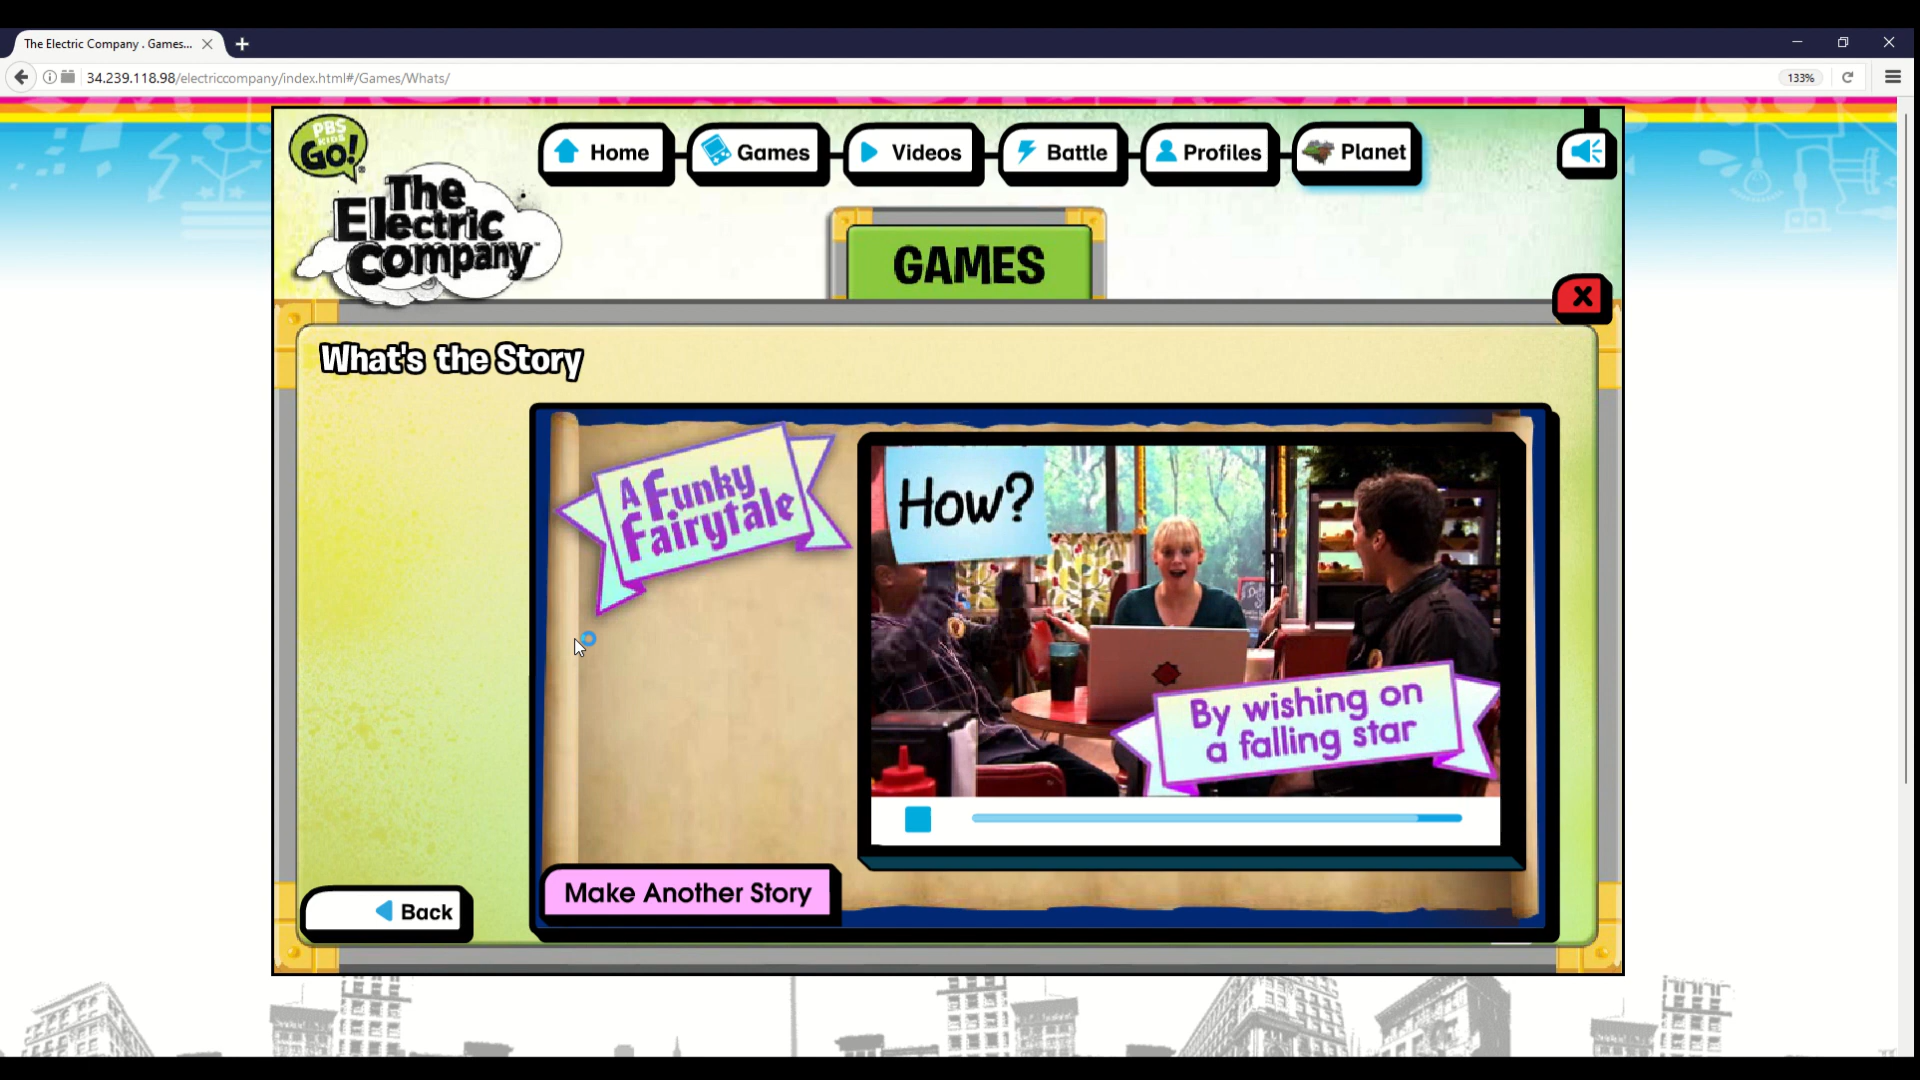 The Electric Company . Games...
34.239.118.98/electriccompany/index.html#/Games/Whats/
133%
PBS
KIDS
GO!
The
Electric
Company
Home
Games
Videos
Battle
Profiles
Planet
GAMES
What's the Story
A Funky
Fairytale
How?
By wishing on
a falling star
Make Another Story
Back